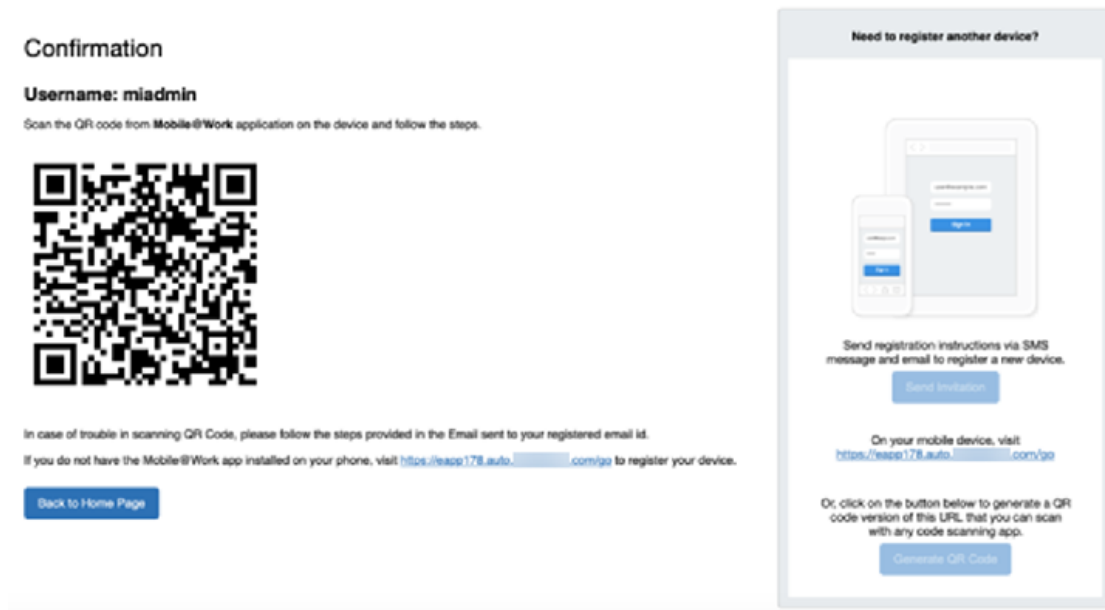 Confirmation
Username: miadmin
Scan the QR code from Mobile@Work application on the device and follow the steps.
In case of trouble in scanning QR Code, please follow the steps provided in the Email sent to your registered email id.
If you do not have the Mobile@Work app installed on your phone, visit https://eapp178.auto. .com/go to register your device.
Back to Home Page
Need to register another device?
Sign In
Send registration instructions via SMS
message and email to register a new device.
Send Invitation
On your mobile device, visit
https://eapp178.auto. .com/go
Or, click on the button below to generate a QR
code version of this URL that you can scan
with any code scanning app.
Generate QR Code